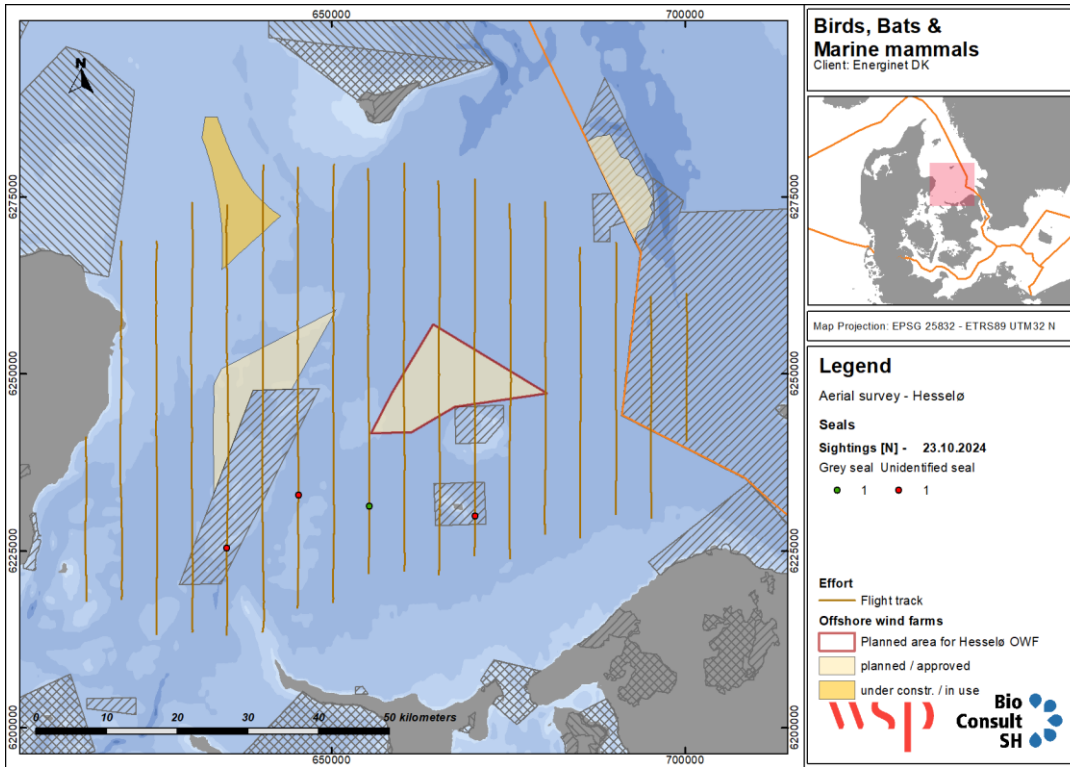 650000
700000
N
6275000
6275000
6250000
6250000
6225000
6225000
6200000
6200000
0 10 20 30 40 50 kilometers
650000
700000
Birds, Bats &
Marine mammals
Client: Energinet DK
Map Projection: EPSG 25832 - ETRS89 UTM32 N
Legend
Aerial survey - Hesselø
Seals
Sightings [N] - 23.10.2024
Grey seal Unidentified seal
1 1
Effort
Flight track
Offshore wind farms
Planned area for Hesselø OWF
planned / approved
under constr. / in use
wsp
Bio
Consult
SH